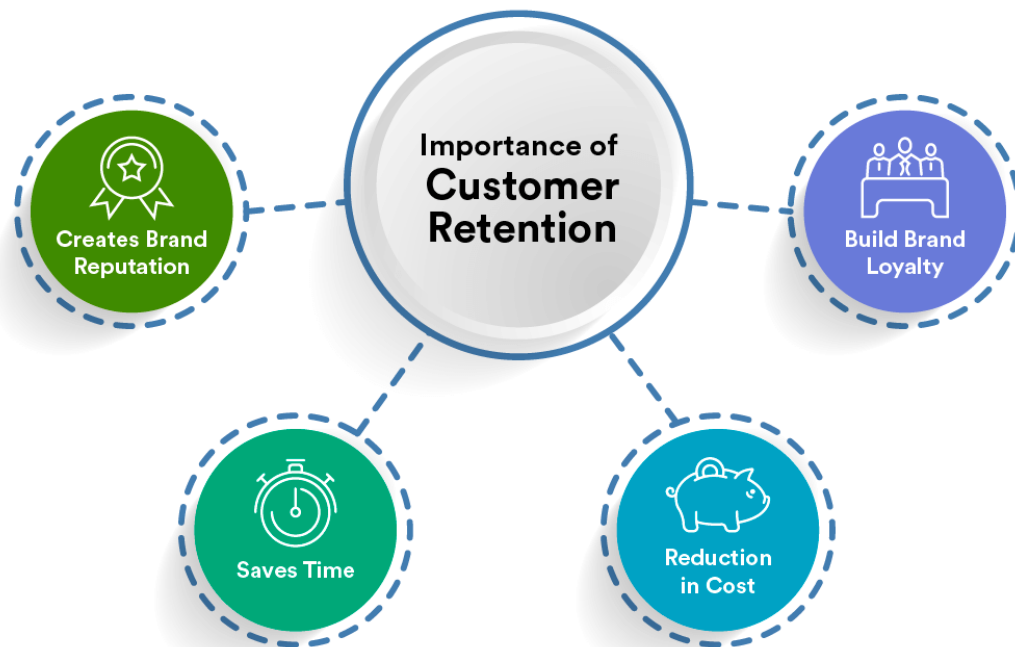 Importance of
Customer
Retention
Creates Brand
Reputation
Build Brand
Loyalty
Saves Time
Reduction
in Cost